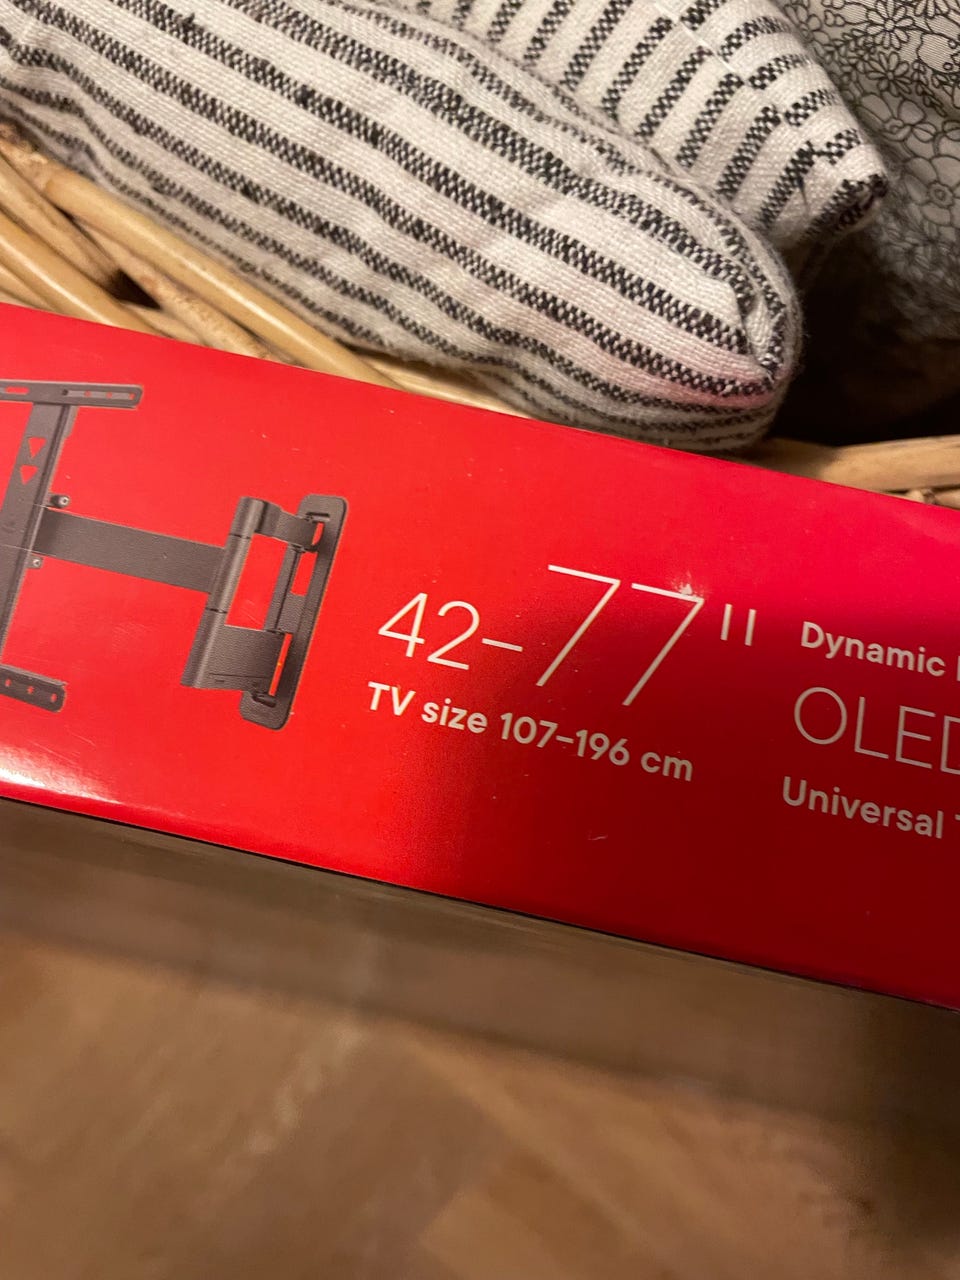 42–77"
TV size 107–196 cm
Dynamic
OLED
Universal